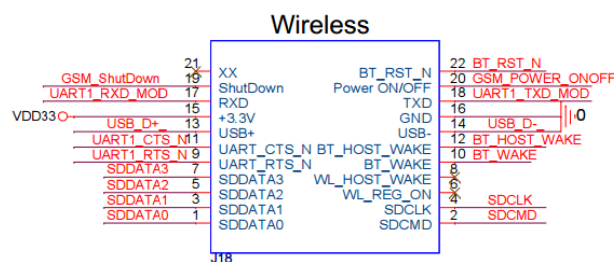 Wireless
21 XX BT_RST_N 22 BT_RST_N
GSM_ShutDown 19 ShutDown Power ON/OFF 20 GSM_POWER_ONOFF
UART1_RXD_MOD 17 RXD TXD 18 UART1_TXD_MOD
VDD33 15 +3.3V GND 16 0
USB_D+ 13 USB+ USB- 14 USB_D-
UART1_CTS_N 11 UART_CTS_N BT_HOST_WAKE 12 BT_HOST_WAKE
UART1_RTS_N 9 UART_RTS_N BT_WAKE 10 BT_WAKE
SDDATA3 7 SDDATA3 WL_HOST_WAKE 8
SDDATA2 5 SDDATA2 WL_REG_ON 6
SDDATA1 3 SDDATA1 SDCLK 4 SDCLK
SDDATA0 1 SDDATA0 SDCMD 2 SDCMD
J18